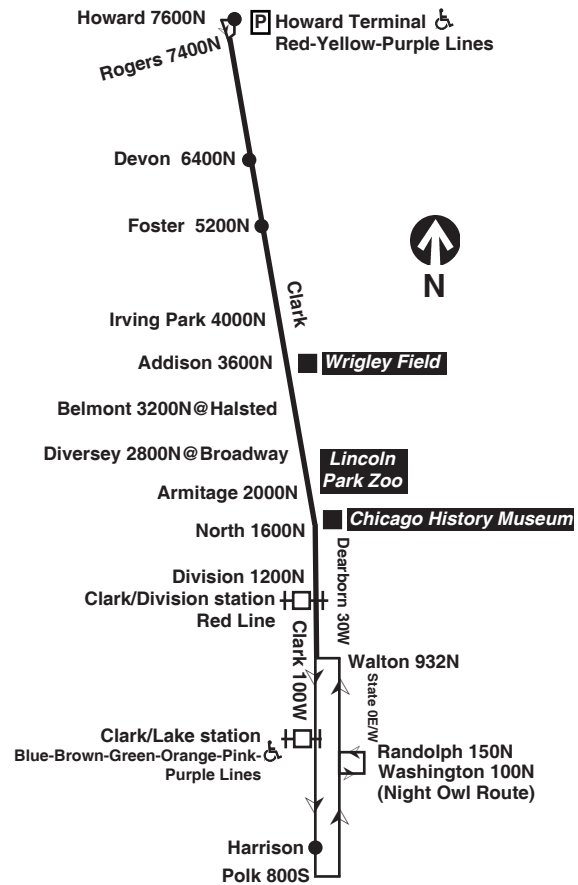 Howard 7600N
P
Howard Terminal
Red-Yellow-Purple Lines
Rogers 7400N
Devon 6400N
Foster 5200N
N
Clark
Irving Park 4000N
Addison 3600N
Wrigley Field
Belmont 3200N@Halsted
Diversey 2800N@Broadway
Lincoln
Park Zoo
Armitage 2000N
Chicago History Museum
North 1600N
Dearborn 30W
Division 1200N
Clark/Division station
Red Line
Clark 100W
Walton 932N
State 0E/W
Clark/Lake station
Blue-Brown-Green-Orange-Pink-
Purple Lines
Randolph 150N
Washington 100N
(Night Owl Route)
Harrison
Polk 800S